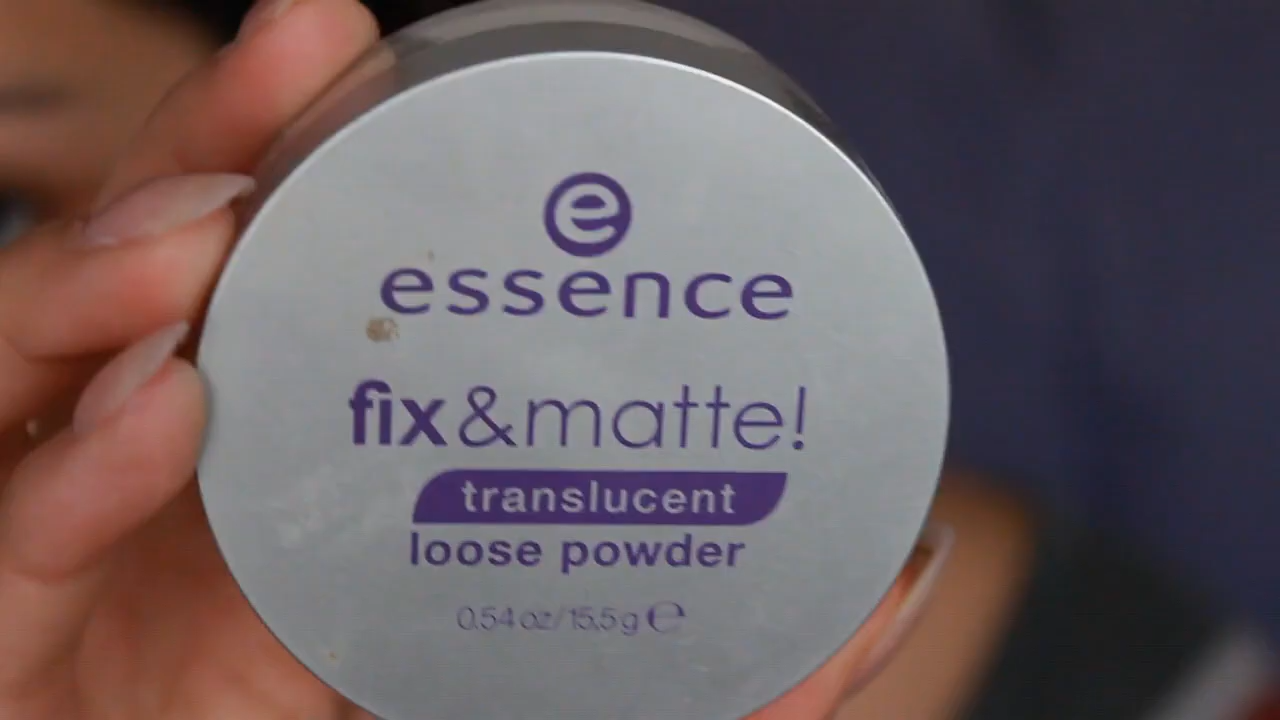 e
essence
fix&matte!
translucent
loose powder
0.54 oz/15.5g ℮